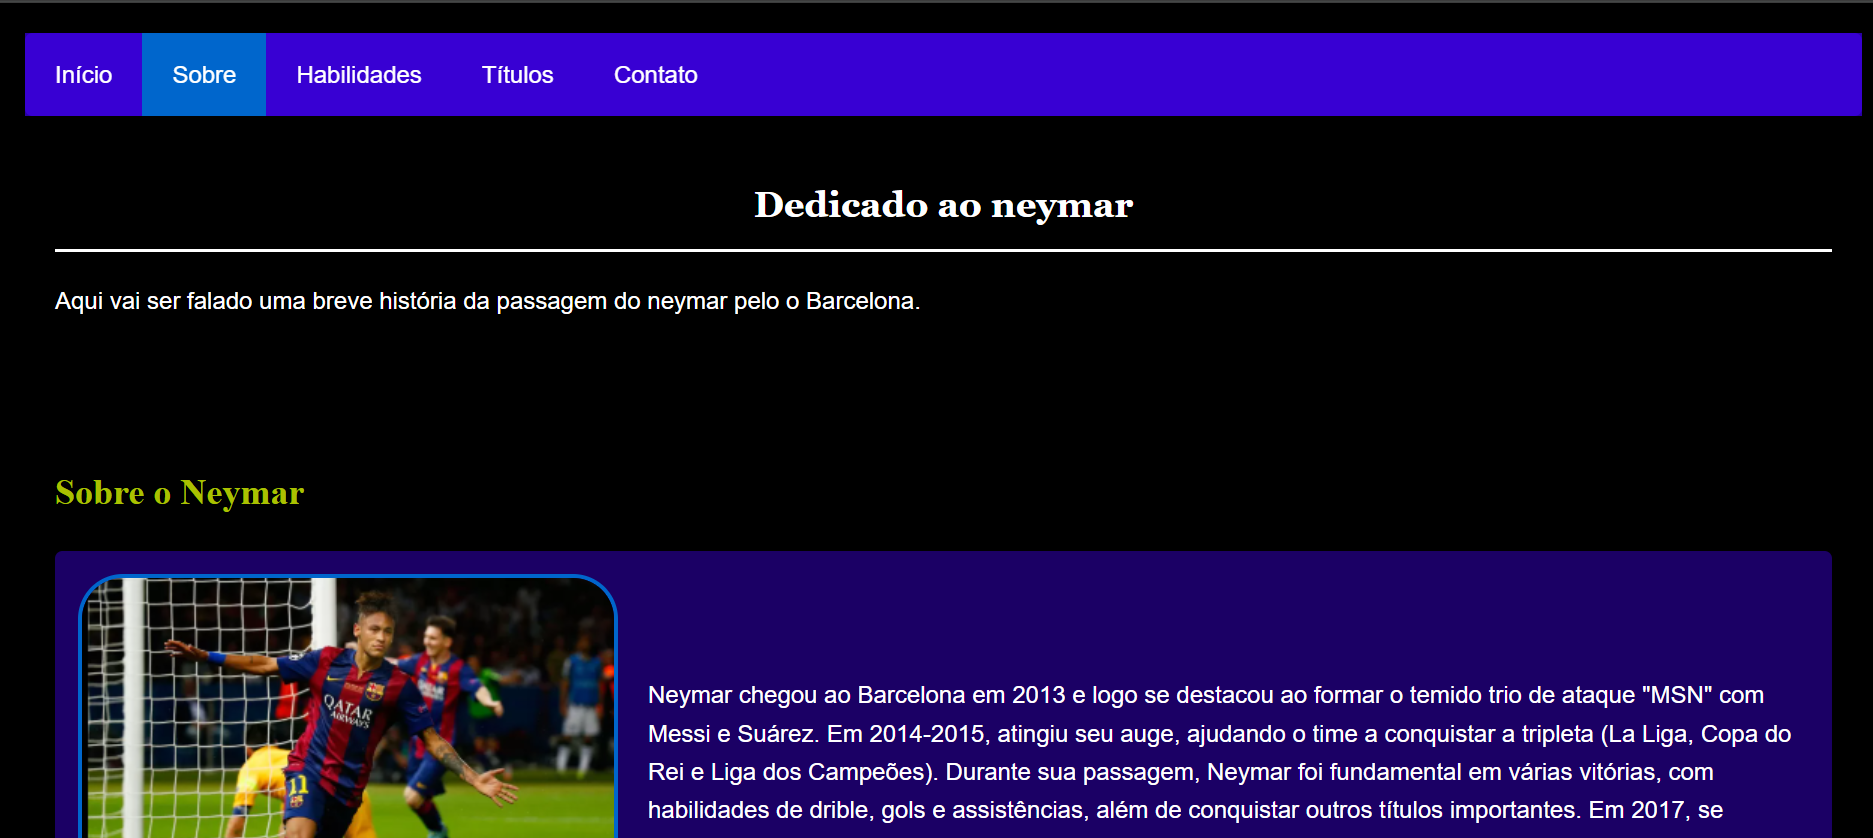 Início Sobre Habilidades Títulos Contato
Dedicado ao neymar
Aqui vai ser falado uma breve história da passagem do neymar pelo o Barcelona.
Sobre o Neymar
QATAR
AIRWAYS
11
Neymar chegou ao Barcelona em 2013 e logo se destacou ao formar o temido trio de ataque "MSN" com
Messi e Suárez. Em 2014-2015, atingiu seu auge, ajudando o time a conquistar a tripleta (La Liga, Copa do
Rei e Liga dos Campeões). Durante sua passagem, Neymar foi fundamental em várias vitórias, com
habilidades de drible, gols e assistências, além de conquistar outros títulos importantes. Em 2017, se